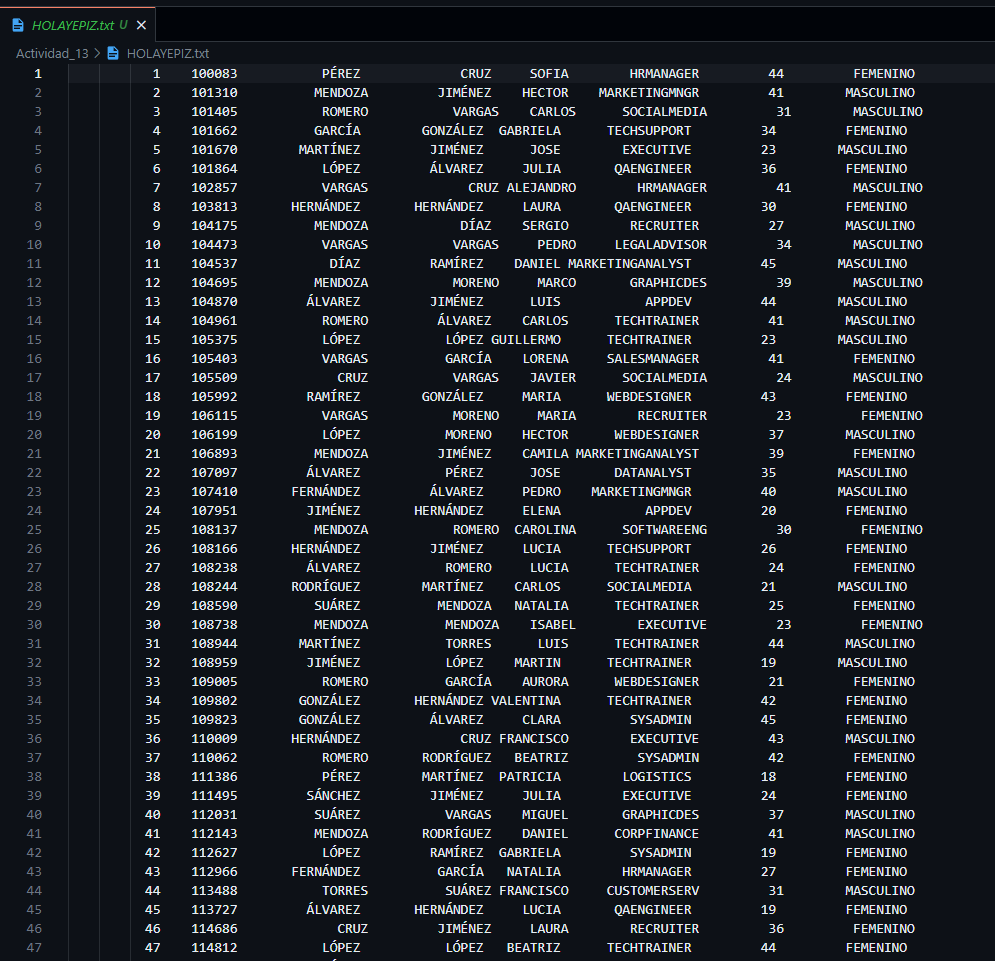 HOLAYEPIZ.txt U ×
Actividad_13 > HOLAYEPIZ.txt
1 1 100083 PÉREZ CRUZ SOFIA HRMANAGER 44 FEMENINO
2 2 101310 MENDOZA JIMÉNEZ HECTOR MARKETINGMNGR 41 MASCULINO
3 3 101405 ROMERO VARGAS CARLOS SOCIALMEDIA 31 MASCULINO
4 4 101662 GARCÍA GONZÁLEZ GABRIELA TECHSUPPORT 34 FEMENINO
5 5 101670 MARTÍNEZ JIMÉNEZ JOSE EXECUTIVE 23 MASCULINO
6 6 101864 LÓPEZ ÁLVAREZ JULIA QAENGINEER 36 FEMENINO
7 7 102857 VARGAS CRUZ ALEJANDRO HRMANAGER 41 MASCULINO
8 8 103813 HERNÁNDEZ HERNÁNDEZ LAURA QAENGINEER 30 FEMENINO
9 9 104175 MENDOZA DÍAZ SERGIO RECRUITER 27 MASCULINO
10 10 104473 VARGAS VARGAS PEDRO LEGALADVISOR 34 MASCULINO
11 11 104537 DÍAZ RAMÍREZ DANIEL MARKETINGANALYST 45 MASCULINO
12 12 104695 MENDOZA MORENO MARCO GRAPHICDES 39 MASCULINO
13 13 104870 ÁLVAREZ JIMÉNEZ LUIS APPDEV 44 MASCULINO
14 14 104961 ROMERO ÁLVAREZ CARLOS TECHTRAINER 41 MASCULINO
15 15 105375 LÓPEZ LÓPEZ GUILLERMO TECHTRAINER 23 MASCULINO
16 16 105403 VARGAS GARCÍA LORENA SALESMANAGER 41 FEMENINO
17 17 105509 CRUZ VARGAS JAVIER SOCIALMEDIA 24 MASCULINO
18 18 105992 RAMÍREZ GONZÁLEZ MARIA WEBDESIGNER 43 FEMENINO
19 19 106115 VARGAS MORENO MARIA RECRUITER 23 FEMENINO
20 20 106199 LÓPEZ MORENO HECTOR WEBDESIGNER 37 MASCULINO
21 21 106893 MENDOZA JIMÉNEZ CAMILA MARKETINGANALYST 39 FEMENINO
22 22 107097 ÁLVAREZ PÉREZ JOSE DATANALYST 35 MASCULINO
23 23 107410 FERNÁNDEZ ÁLVAREZ PEDRO MARKETINGMNGR 40 MASCULINO
24 24 107951 JIMÉNEZ HERNÁNDEZ ELENA APPDEV 20 FEMENINO
25 25 108137 MENDOZA ROMERO CAROLINA SOFTWAREENG 30 FEMENINO
26 26 108166 HERNÁNDEZ JIMÉNEZ LUCIA TECHSUPPORT 26 FEMENINO
27 27 108238 ÁLVAREZ ROMERO LUCIA TECHTRAINER 24 FEMENINO
28 28 108244 RODRÍGUEZ MARTÍNEZ CARLOS SOCIALMEDIA 21 MASCULINO
29 29 108590 SUÁREZ MENDOZA NATALIA TECHTRAINER 25 FEMENINO
30 30 108738 MENDOZA MENDOZA ISABEL EXECUTIVE 23 FEMENINO
31 31 108944 MARTÍNEZ TORRES LUIS TECHTRAINER 44 MASCULINO
32 32 108959 JIMÉNEZ LÓPEZ MARTIN TECHTRAINER 19 MASCULINO
33 33 109005 ROMERO GARCÍA AURORA WEBDESIGNER 21 FEMENINO
34 34 109802 GONZÁLEZ HERNÁNDEZ VALENTINA TECHTRAINER 42 FEMENINO
35 35 109823 GONZÁLEZ ÁLVAREZ CLARA SYSADMIN 45 FEMENINO
36 36 110009 HERNÁNDEZ CRUZ FRANCISCO EXECUTIVE 43 MASCULINO
37 37 110062 ROMERO RODRÍGUEZ BEATRIZ SYSADMIN 42 FEMENINO
38 38 111386 PÉREZ MARTÍNEZ PATRICIA LOGISTICS 18 FEMENINO
39 39 111495 SÁNCHEZ JIMÉNEZ JULIA EXECUTIVE 24 FEMENINO
40 40 112031 SUÁREZ VARGAS MIGUEL GRAPHICDES 37 MASCULINO
41 41 112143 MENDOZA RODRÍGUEZ DANIEL CORPFINANCE 41 MASCULINO
42 42 112627 LÓPEZ RAMÍREZ GABRIELA SYSADMIN 19 FEMENINO
43 43 112966 FERNÁNDEZ GARCÍA NATALIA HRMANAGER 27 FEMENINO
44 44 113488 TORRES SUÁREZ FRANCISCO CUSTOMERSERV 31 MASCULINO
45 45 113727 ÁLVAREZ HERNÁNDEZ LUCIA QAENGINEER 19 FEMENINO
46 46 114686 CRUZ JIMÉNEZ LAURA RECRUITER 36 FEMENINO
47 47 114812 LÓPEZ LÓPEZ BEATRIZ TECHTRAINER 44 FEMENINO